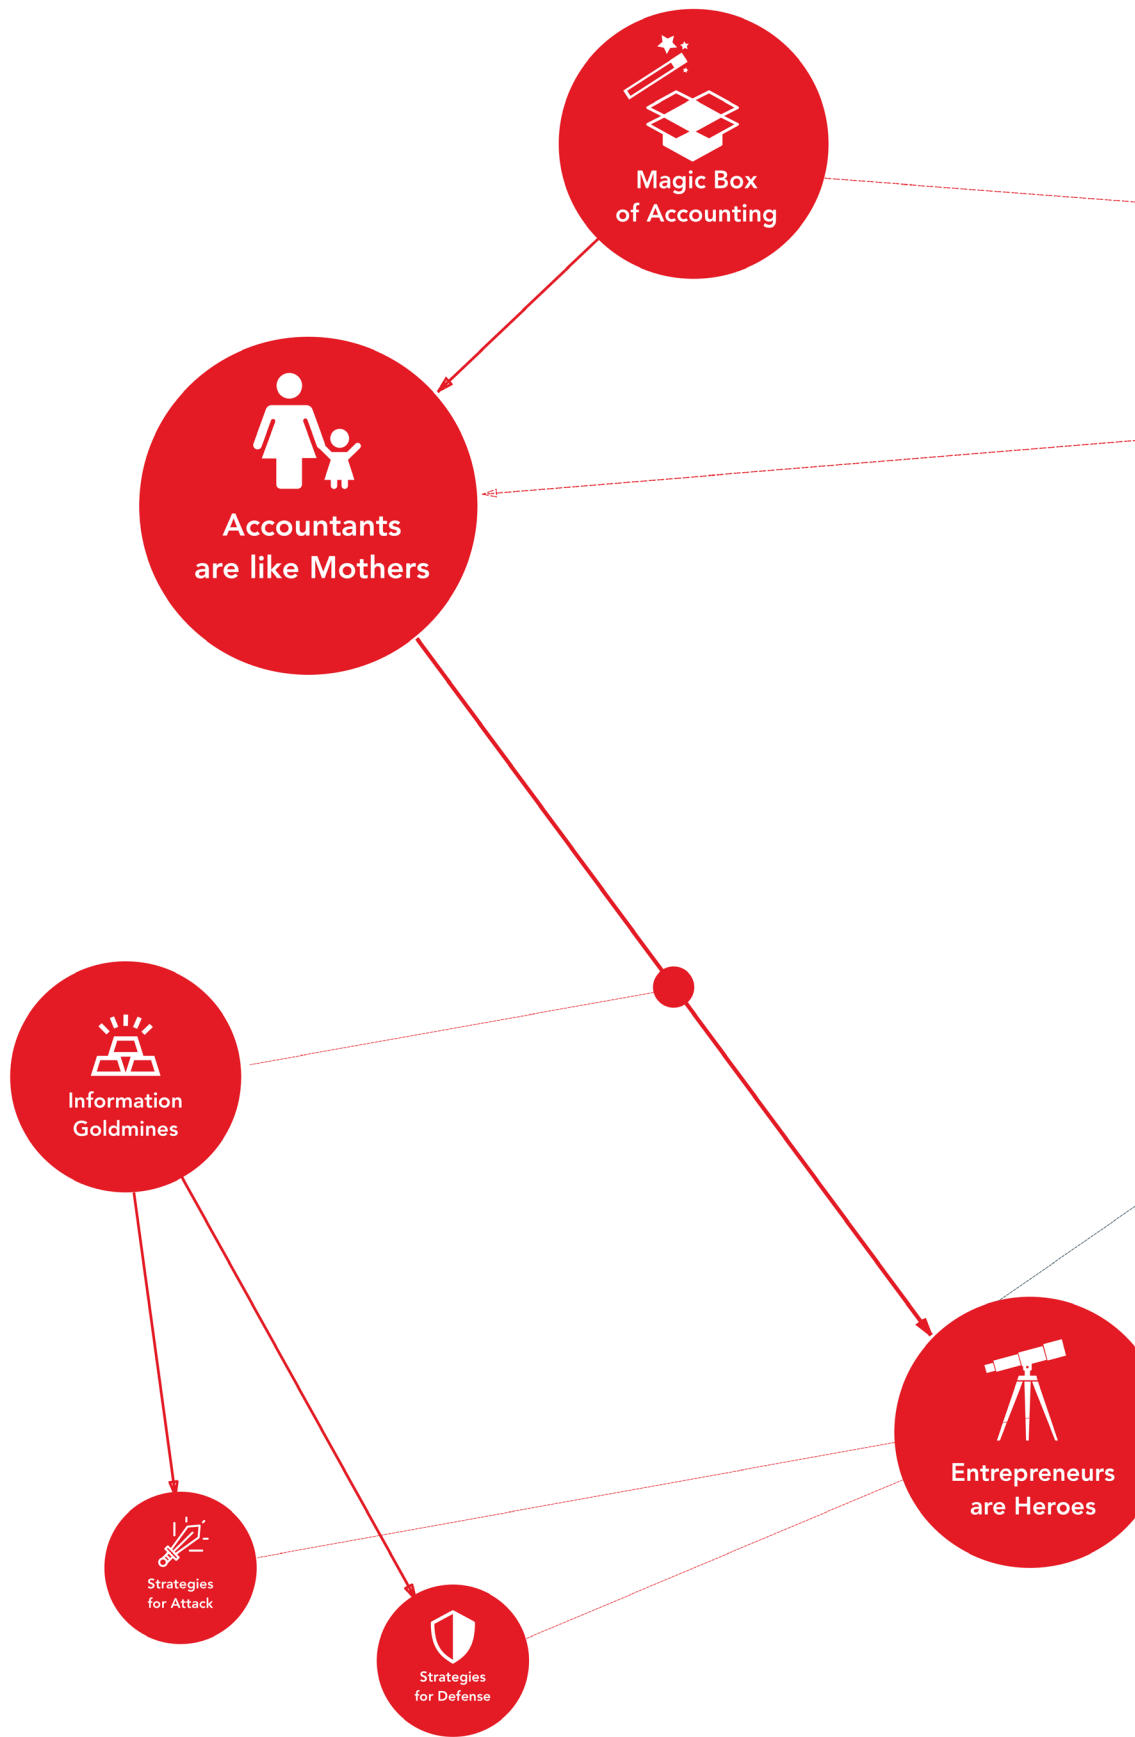 Magic Box
of Accounting
Accountants
are like Mothers
Information
Goldmines
Entrepreneurs
are Heroes
Strategies
for Attack
Strategies
for Defense